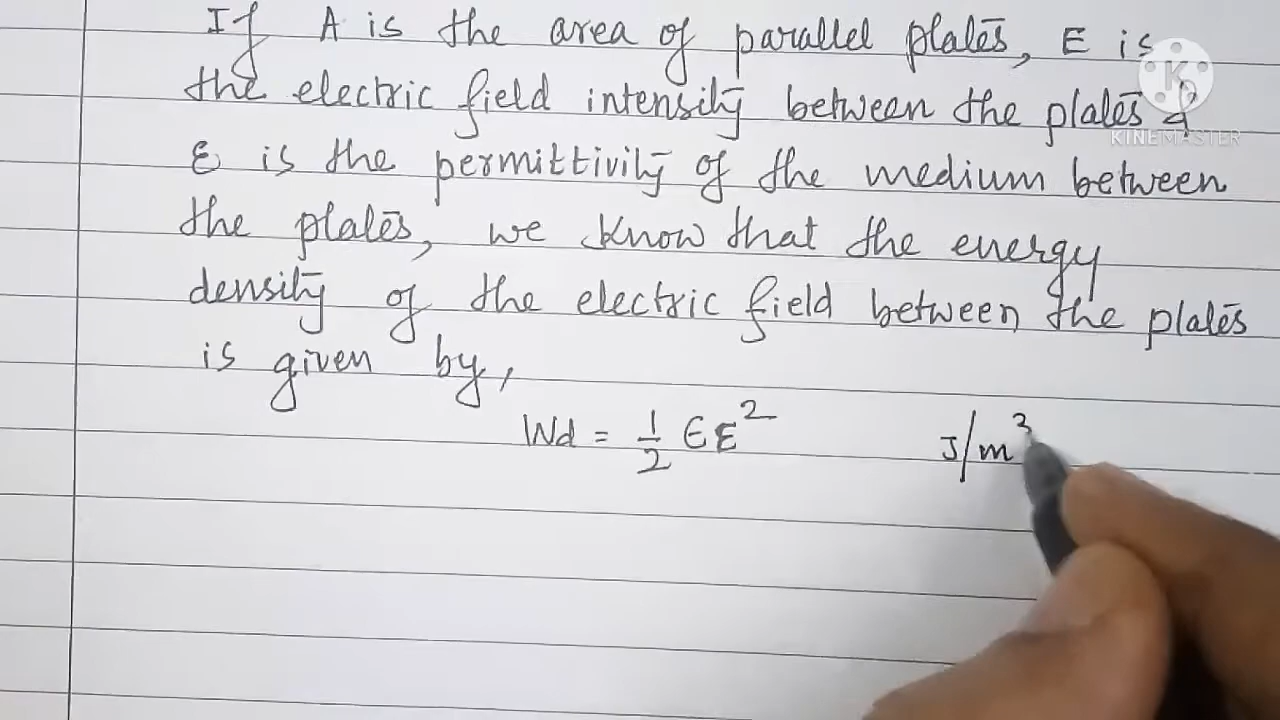 If A is the area of parallel plates, E is
the electric field intensity between the plates &
ε is the permittivity of the medium between
the plates, we know that the energy
density of the electric field between the plates
is given by,
Wd = 1/2 ϵE² J/m³
KINEMASTER